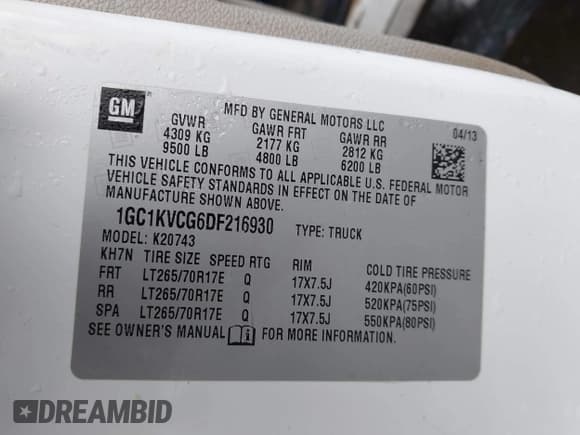 GM
MFD BY GENERAL MOTORS LLC
04/13
GVWR GAWR FRT GAWR RR
4309 KG 2177 KG 2812 KG
9500 LB 4800 LB 6200 LB
THIS VEHICLE CONFORMS TO ALL APPLICABLE U.S. FEDERAL MOTOR
VEHICLE SAFETY STANDARDS IN EFFECT ON THE DATE OF
MANUFACTURE SHOWN ABOVE.
1GC1KVCG6DF216930 TYPE: TRUCK
MODEL: K20743
KH7N TIRE SIZE SPEED RTG RIM COLD TIRE PRESSURE
FRT LT265/70R17E Q 17X7.5J 420KPA(60PSI)
RR LT265/70R17E Q 17X7.5J 520KPA(75PSI)
SPA LT265/70R17E Q 17X7.5J 550KPA(80PSI)
SEE OWNER'S MANUAL FOR MORE INFORMATION.
DREAMBID